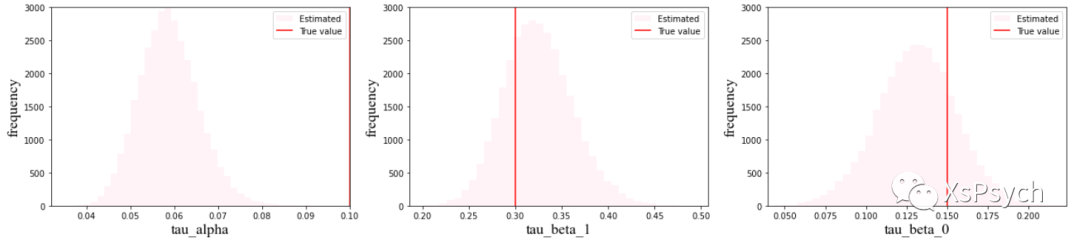 3000
2500
2000
1500
1000
500
0
frequency
Estimated
True value
0.04 0.05 0.06 0.07 0.08 0.09 0.10
tau_alpha
3000
2500
2000
1500
1000
500
0
frequency
Estimated
True value
0.20 0.25 0.30 0.35 0.40 0.45 0.50
tau_beta_1
3000
2500
2000
1500
1000
500
0
frequency
Estimated
True value
0.050 0.075 0.100 0.125 0.150 0.175 0.200
tau_beta_0
XsPsych